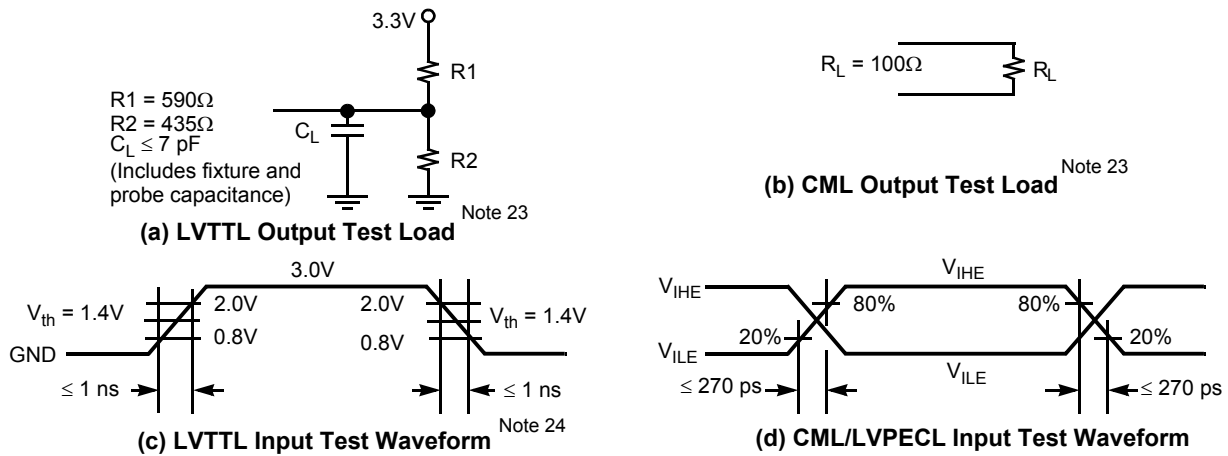 3.3V
R1
R1 = 590Ω
R2 = 435Ω
C_L ≤ 7 pF
(Includes fixture and
probe capacitance)
C_L
R2
Note 23
(a) LVTTL Output Test Load
R_L = 100Ω
R_L
Note 23
(b) CML Output Test Load
3.0V
V_th = 1.4V
2.0V
0.8V
2.0V
0.8V
V_th = 1.4V
GND
≤ 1 ns
≤ 1 ns
Note 24
(c) LVTTL Input Test Waveform
V_IHE
V_IHE
80%
80%
20%
20%
V_ILE
V_ILE
≤ 270 ps
≤ 270 ps
(d) CML/LVPECL Input Test Waveform